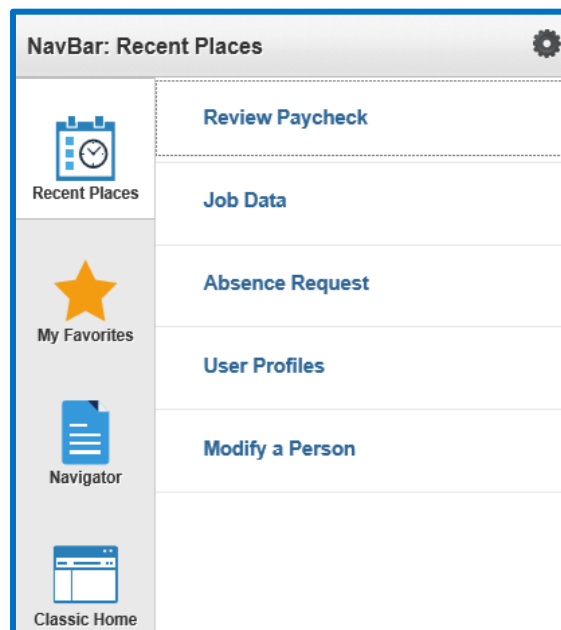 NavBar: Recent Places
Recent Places
My Favorites
Navigator
Classic Home
Review Paycheck
Job Data
Absence Request
User Profiles
Modify a Person